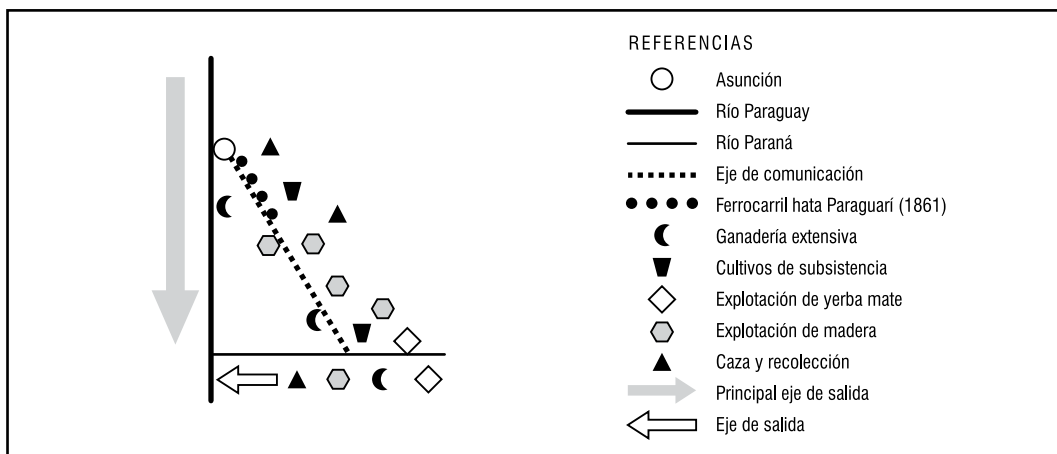 REFERENCIAS
Asunción
Río Paraguay
Río Paraná
Eje de comunicación
Ferrocarril hata Paraguarí (1861)
Ganadería extensiva
Cultivos de subsistencia
Explotación de yerba mate
Explotación de madera
Caza y recolección
Principal eje de salida
Eje de salida